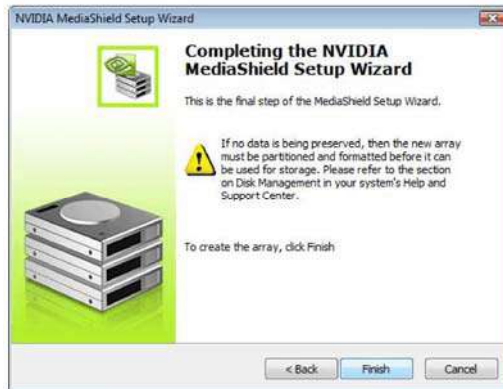 NVIDIA MediaShield Setup Wizard
Completing the NVIDIA
MediaShield Setup Wizard
This is the final step of the MediaShield Setup Wizard.
If no data is being preserved, then the new array
must be partitioned and formatted before it can
be used for storage. Please refer to the section
on Disk Management in your system's Help and
Support Center.
To create the array, click Finish
< Back
Finish
Cancel